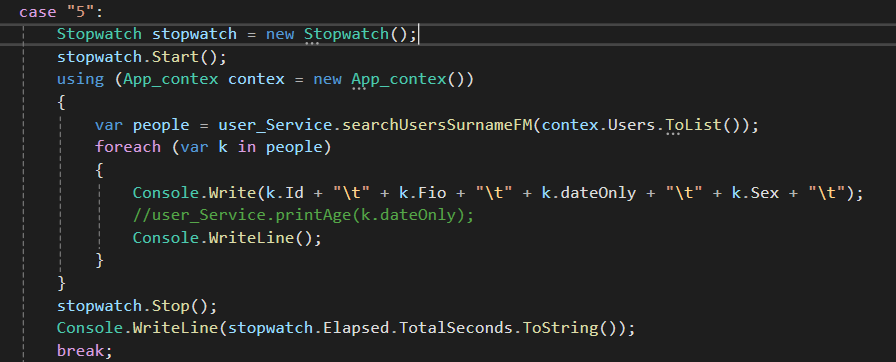 case "5":
Stopwatch stopwatch = new Stopwatch();
stopwatch.Start();
using (App_contex contex = new App_contex())
{
var people = user_Service.searchUsersSurnameFM(contex.Users.ToList());
foreach (var k in people)
{
Console.Write(k.Id + "\t" + k.Fio + "\t" + k.dateOnly + "\t" + k.Sex + "\t");
//user_Service.printAge(k.dateOnly);
Console.WriteLine();
}
}
stopwatch.Stop();
Console.WriteLine(stopwatch.Elapsed.TotalSeconds.ToString());
break;